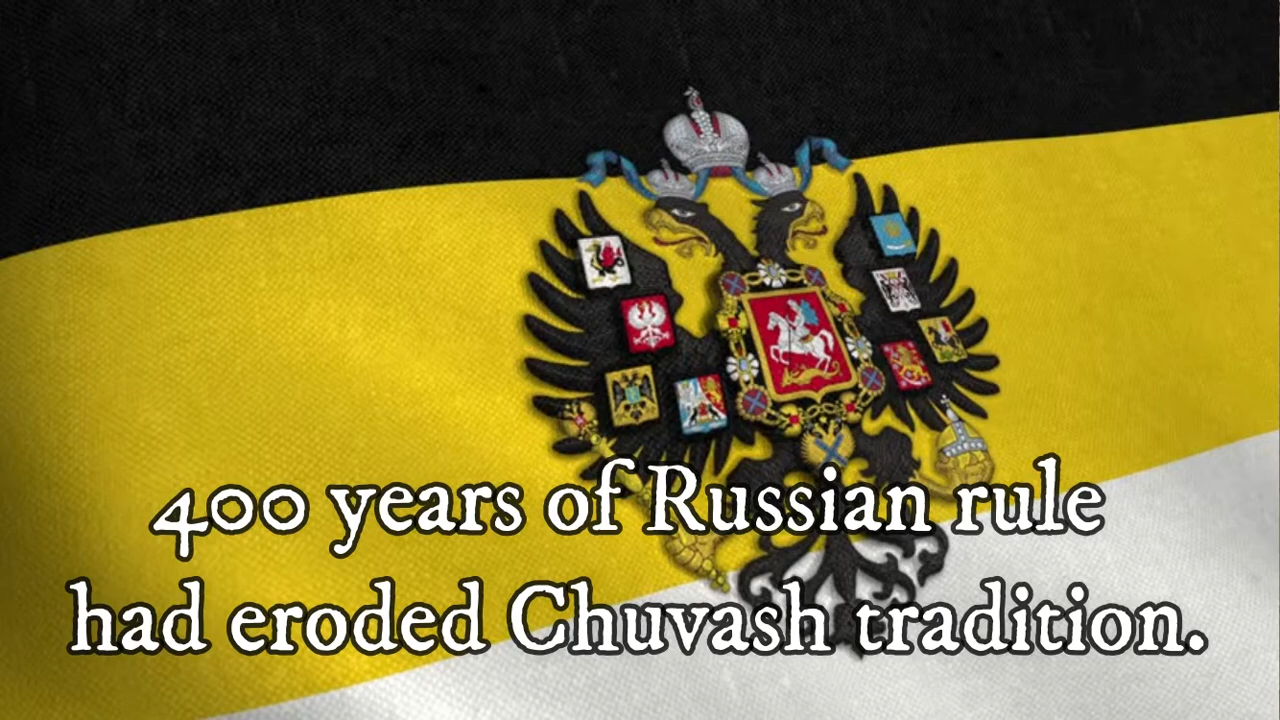 400 years of Russian rule
had eroded Chuvash tradition.